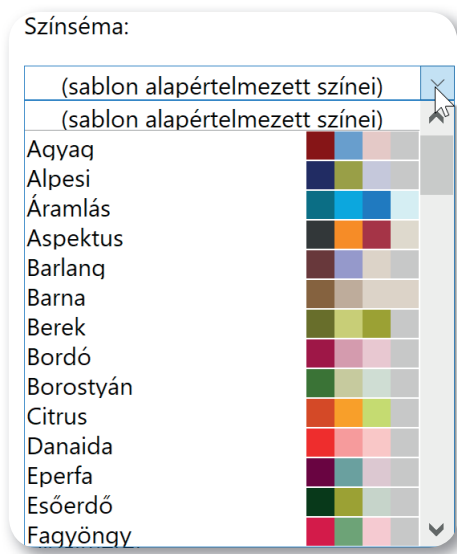 Színséma:
(sablon alapértelmezett színei)
(sablon alapértelmezett színei)
Agyag
Alpesi
Áramlás
Aspektus
Barlang
Barna
Berek
Bordó
Borostyán
Citrus
Danaida
Eperfa
Esőerdő
Fagyöngy